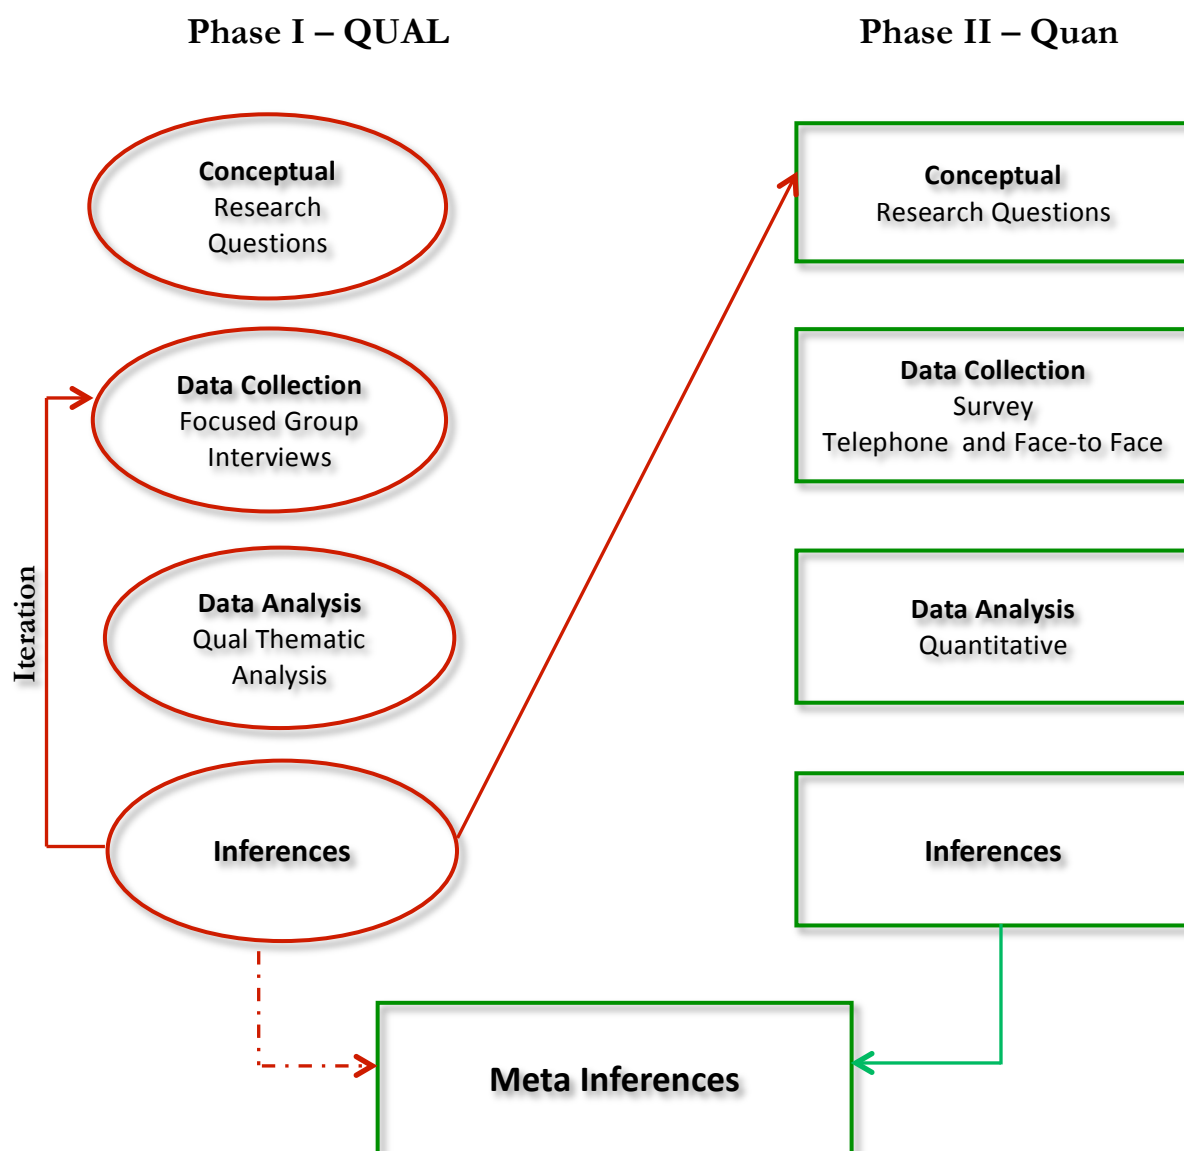 Phase I – QUAL
Phase II – Quan
Conceptual
Research
Questions
Conceptual
Research Questions
Data Collection
Focused Group
Interviews
Data Collection
Survey
Telephone  and Face-to Face
Iteration
Data Analysis
Qual Thematic
Analysis
Data Analysis
Quantitative
Inferences
Inferences
Meta Inferences